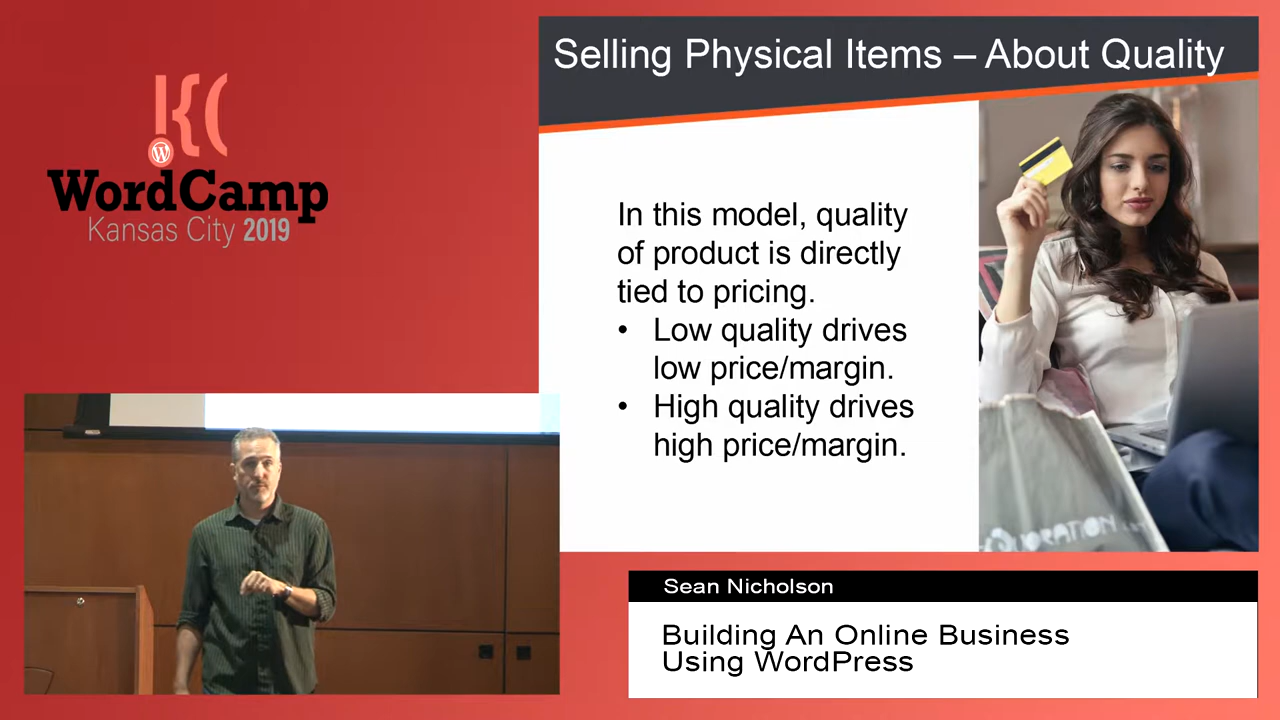 KC
WordCamp
Kansas City 2019
Selling Physical Items – About Quality
In this model, quality
of product is directly
tied to pricing.
• Low quality drives
low price/margin.
• High quality drives
high price/margin.
Sean Nicholson
Building An Online Business
Using WordPress